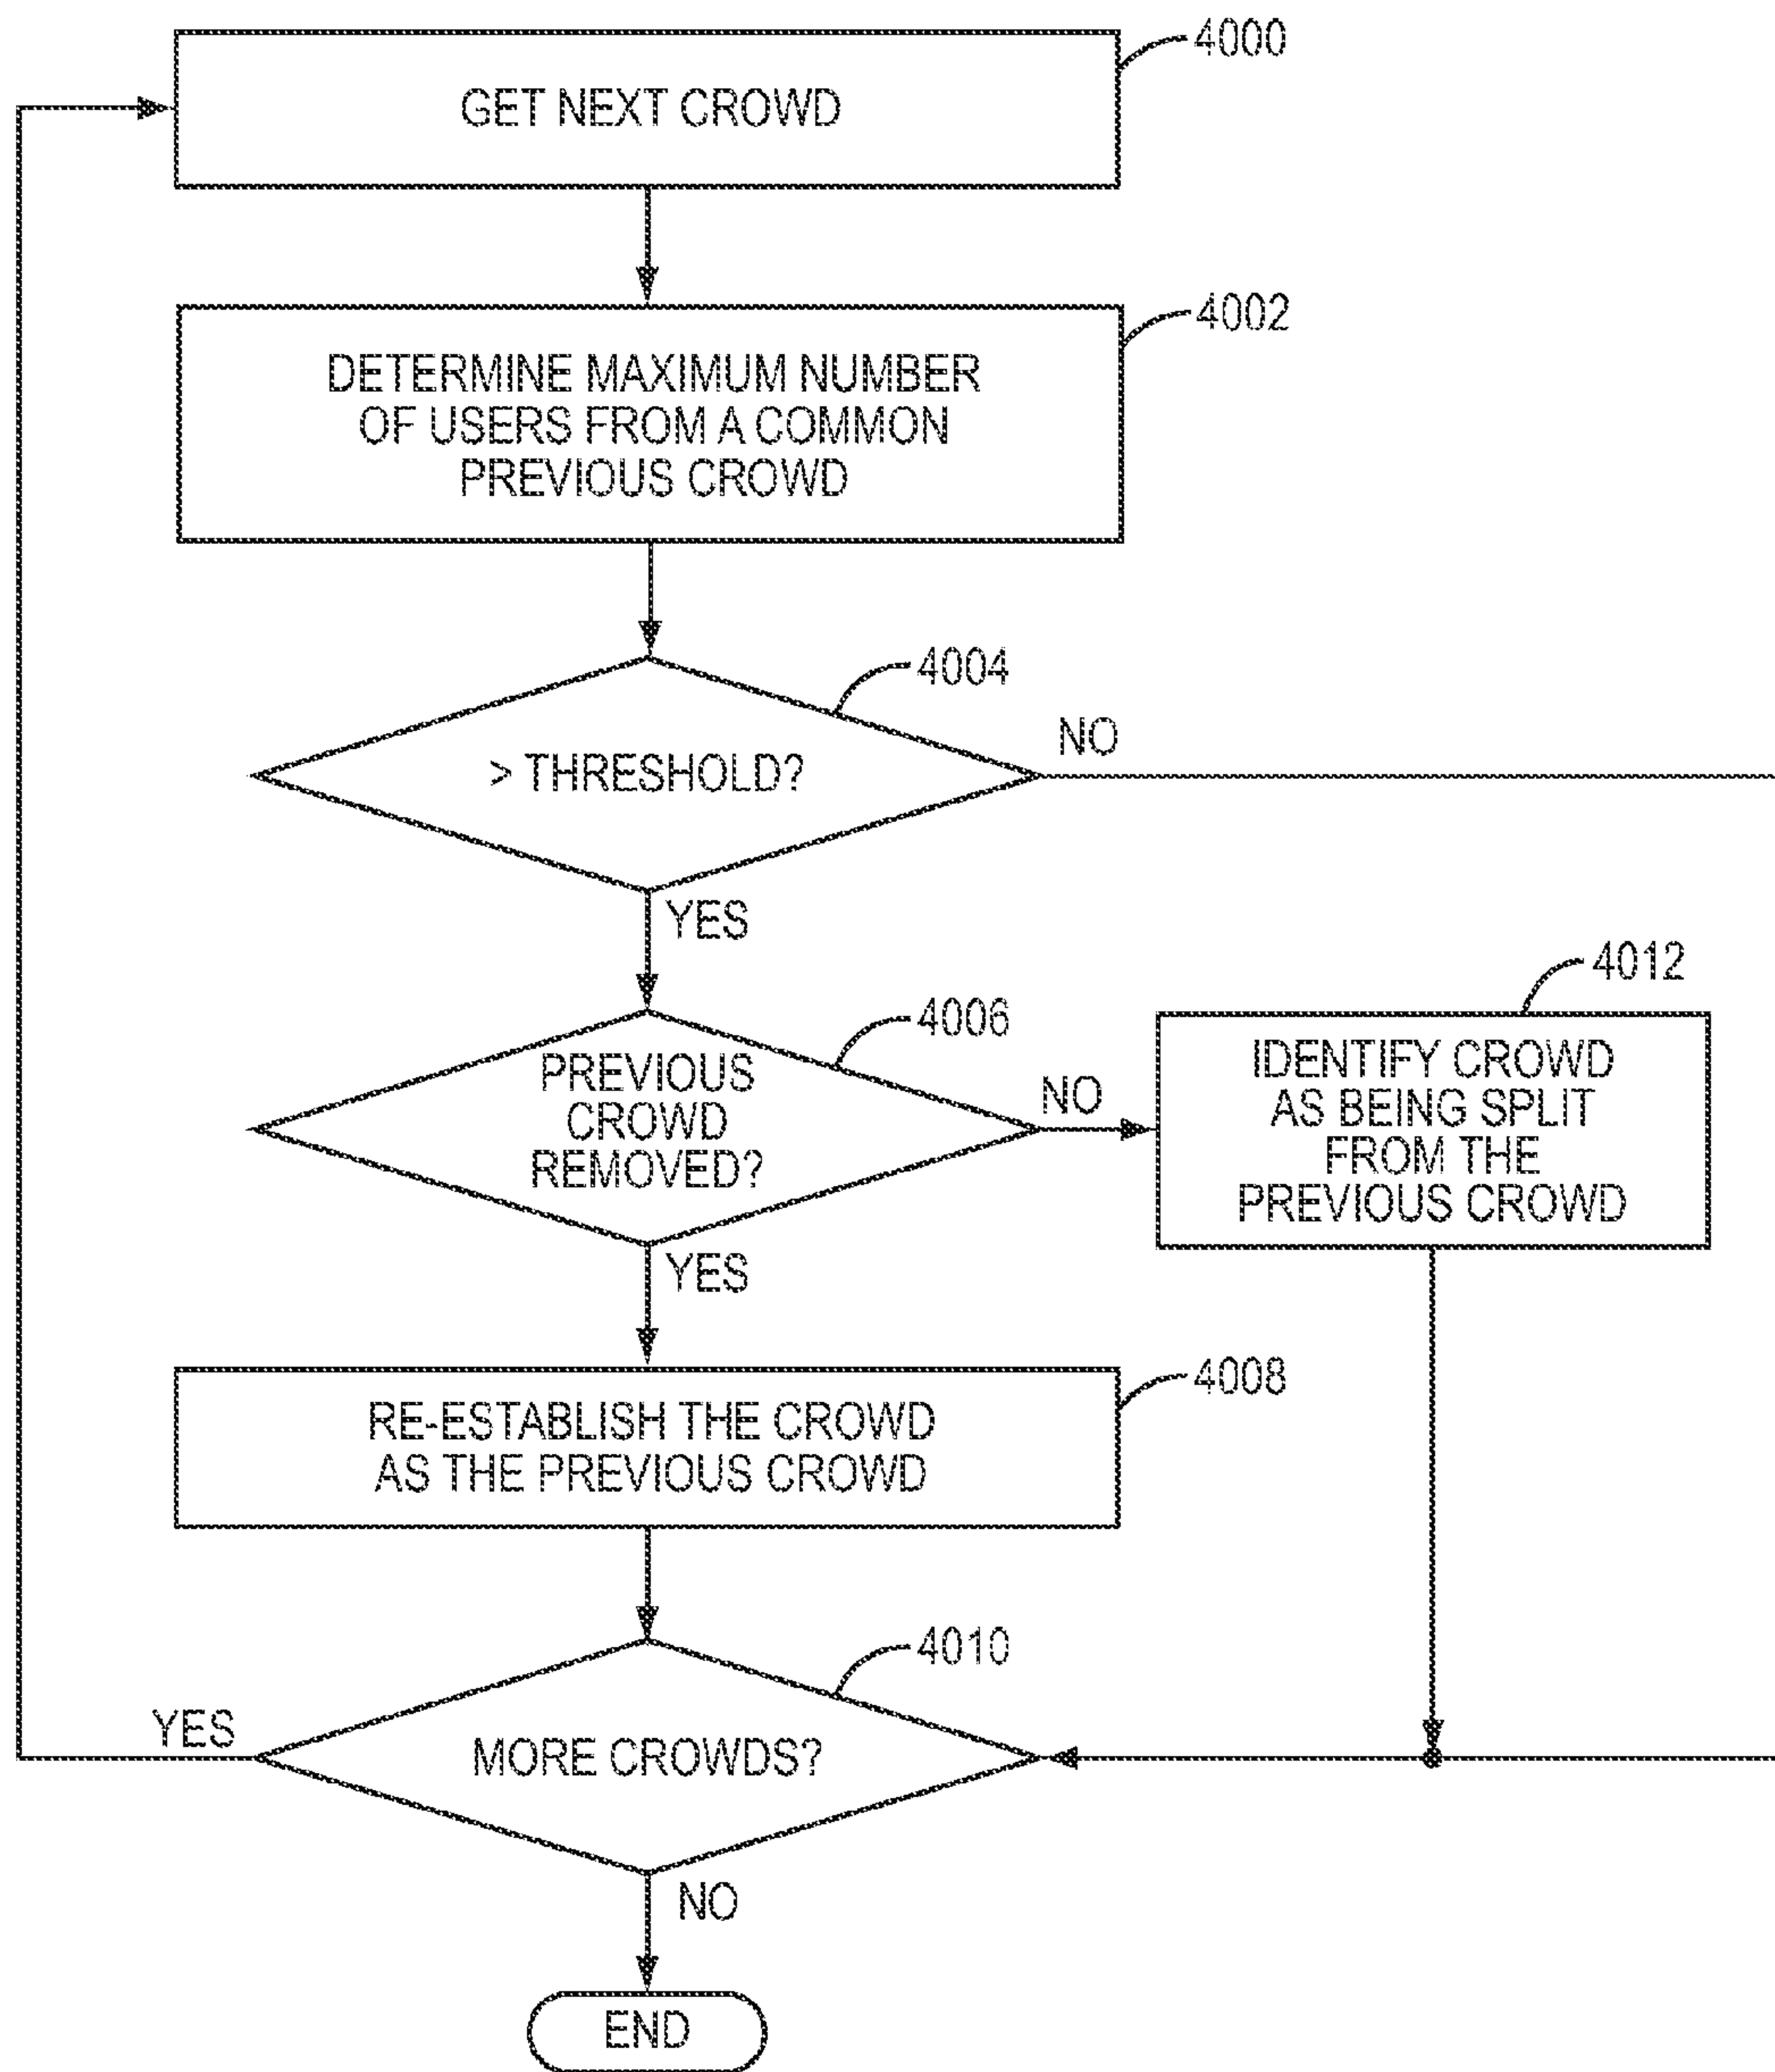 4000
GET NEXT CROWD
4002
DETERMINE MAXIMUM NUMBER
OF USERS FROM A COMMON
PREVIOUS CROWD
4004
> THRESHOLD?
NO
YES
4006
PREVIOUS
CROWD
REMOVED?
NO
4012
IDENTIFY CROWD
AS BEING SPLIT
FROM THE
PREVIOUS CROWD
YES
4008
RE-ESTABLISH THE CROWD
AS THE PREVIOUS CROWD
4010
YES
MORE CROWDS?
NO
END